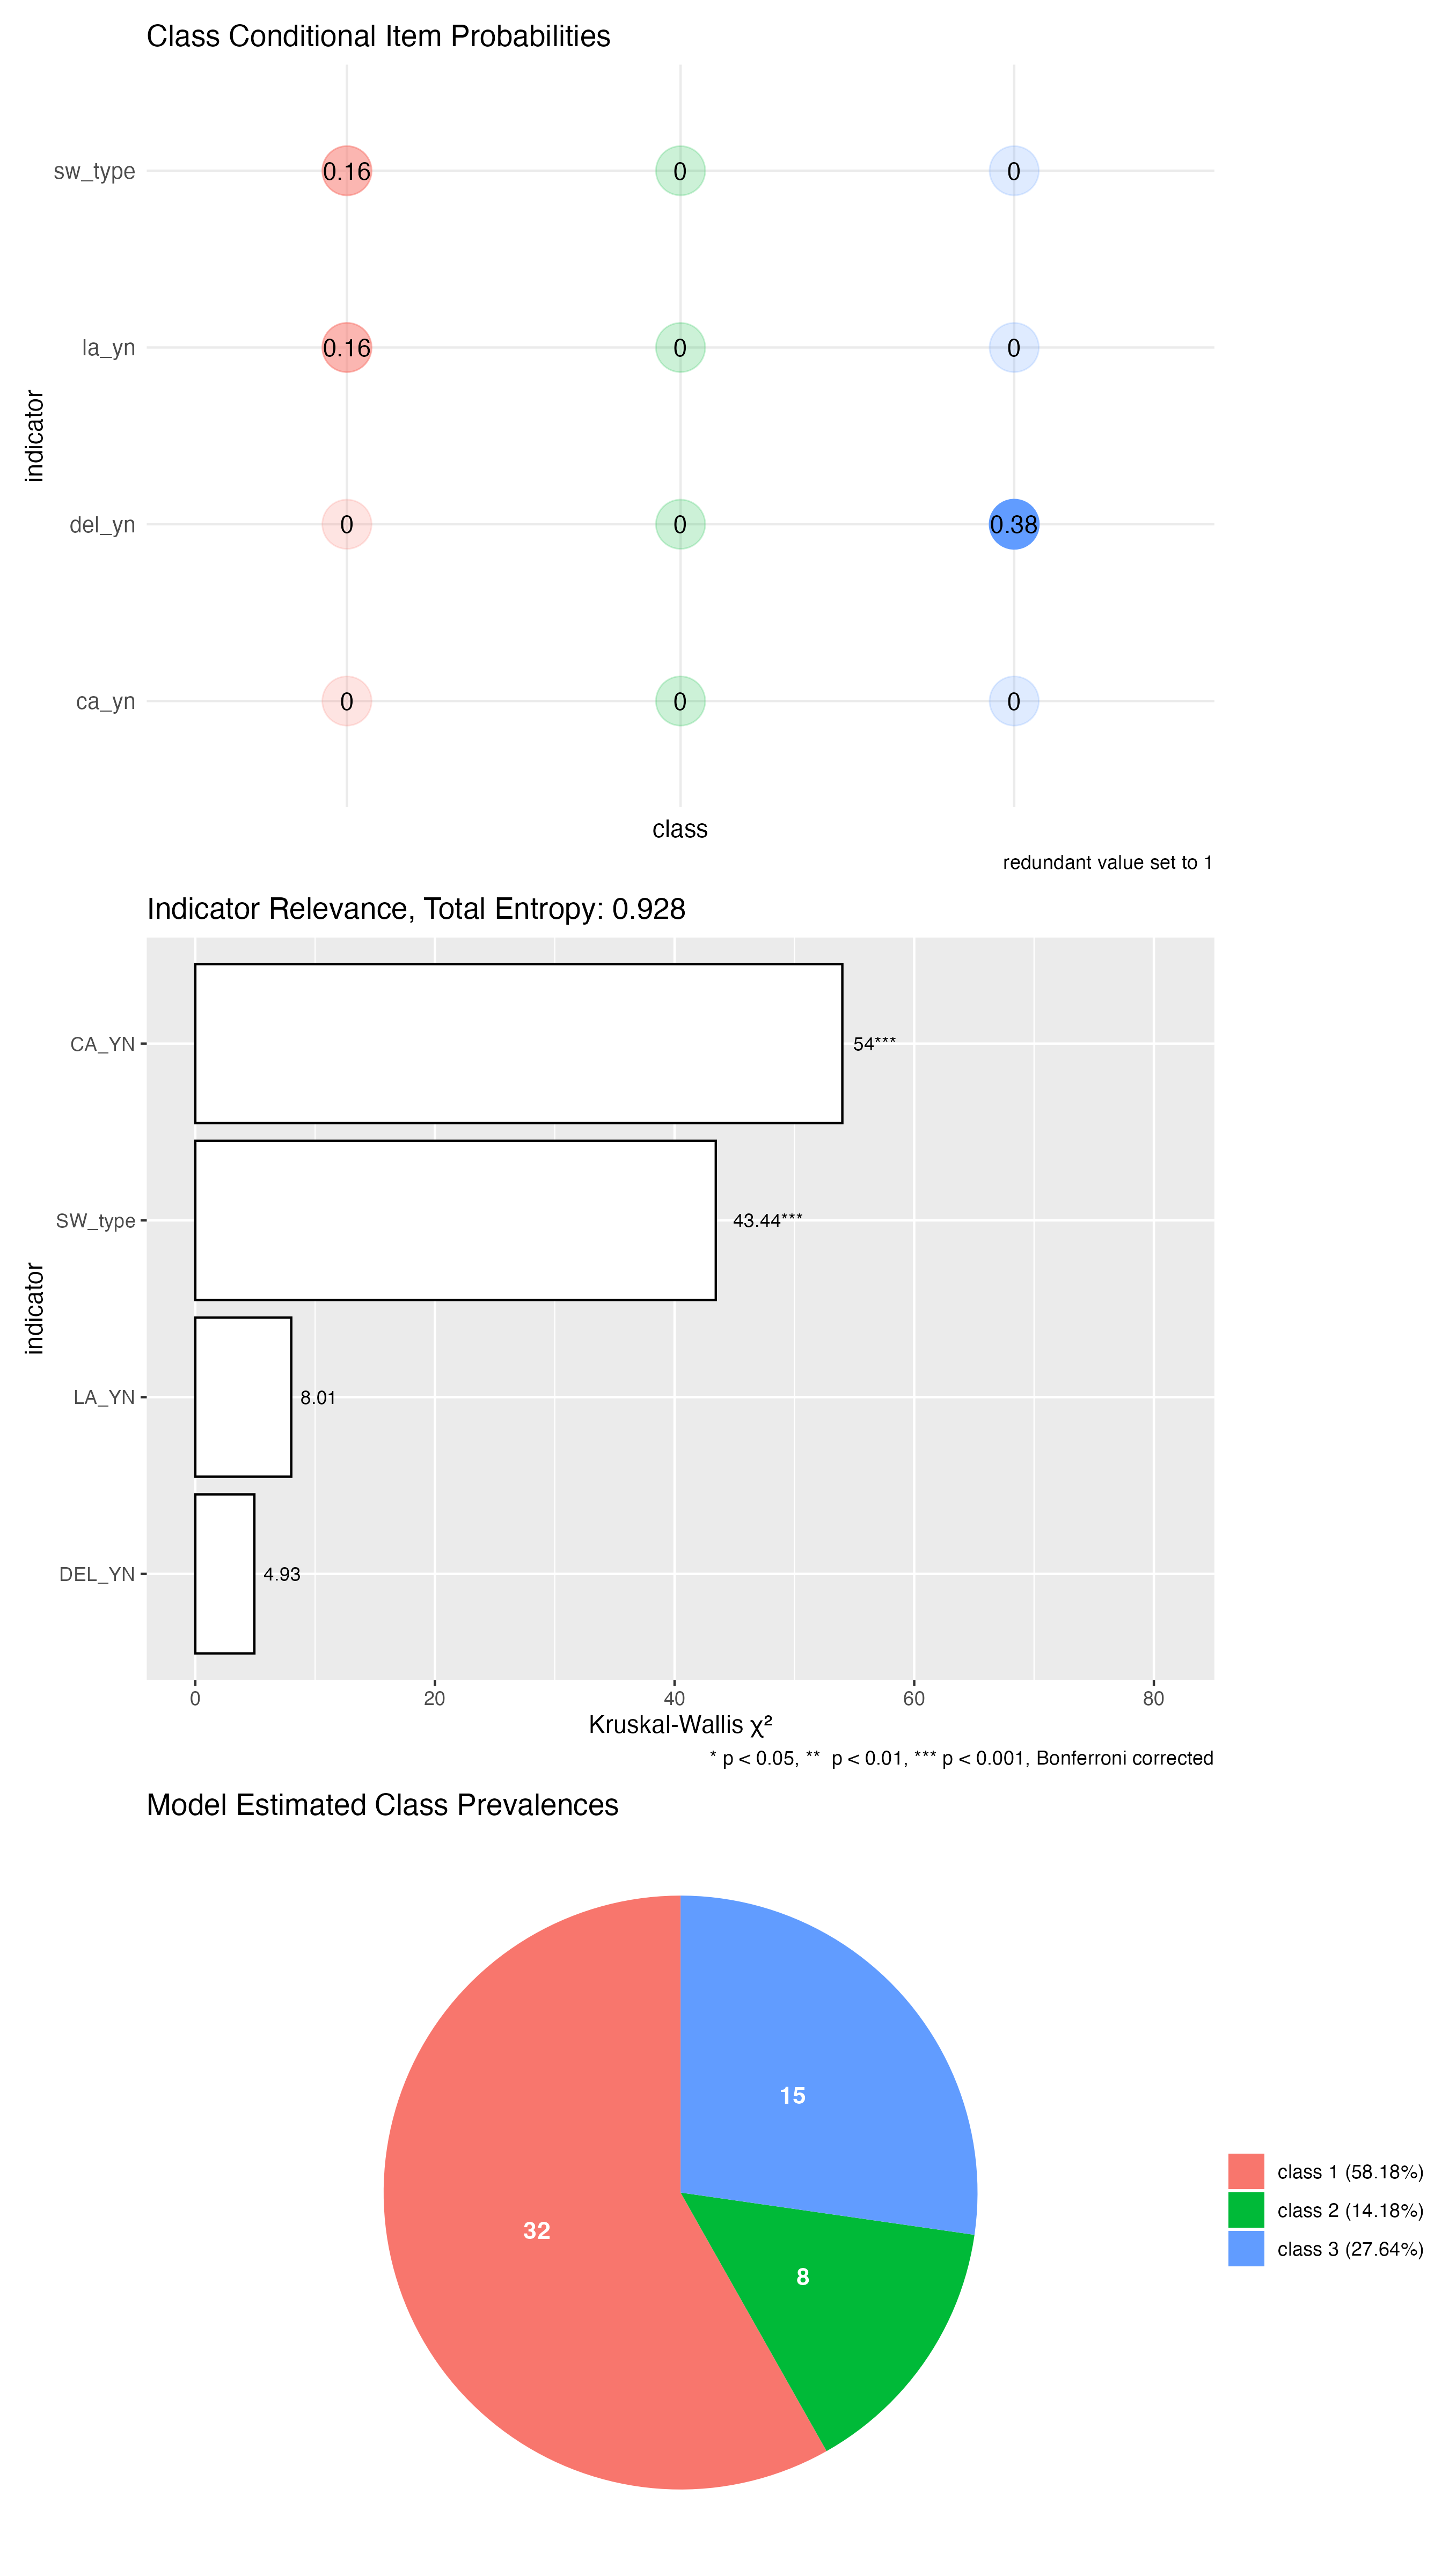 Class Conditional Item Probabilities
sw_type
0.16
0
0
la_yn
0.16
0
0
indicator
del_yn
0
0
0.38
ca_yn
0
0
0
class
redundant value set to 1
Indicator Relevance, Total Entropy: 0.928
CA_YN
54***
SW_type
43.44***
indicator
LA_YN
8.01
DEL_YN
4.93
0 20 40 60 80
Kruskal-Wallis χ²
* p < 0.05, **  p < 0.01, *** p < 0.001, Bonferroni corrected
Model Estimated Class Prevalences
15
32
8
class 1 (58.18%)
class 2 (14.18%)
class 3 (27.64%)